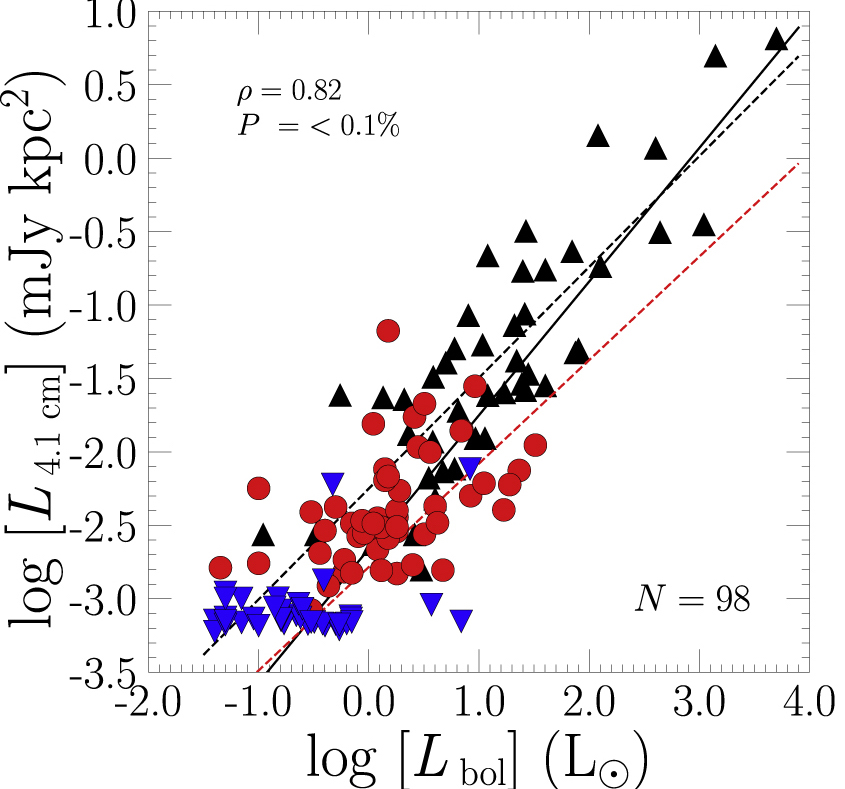 1.0
0.5
0.0
-0.5
-1.0
-1.5
-2.0
-2.5
-3.0
-3.5
log [L 4.1 cm] (mJy kpc²)
ρ = 0.82
P = < 0.1%
N = 98
-2.0 -1.0 0.0 1.0 2.0 3.0 4.0
log [L bol] (L⊙)